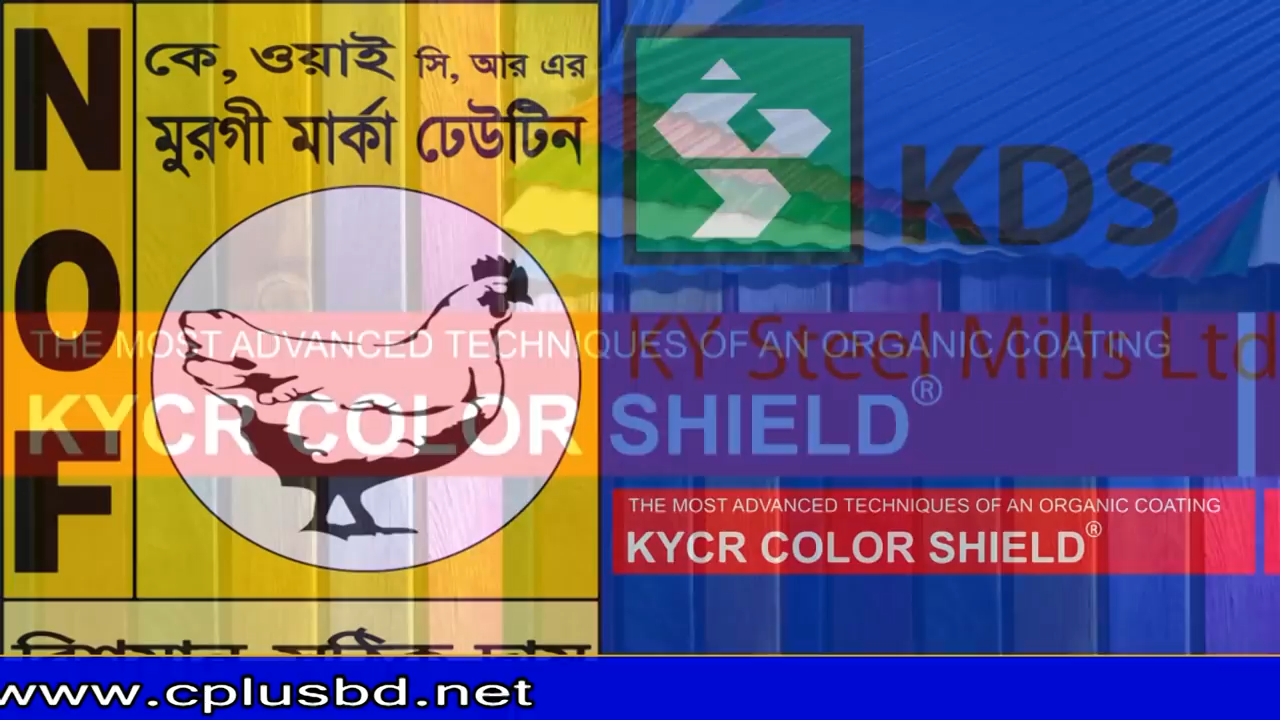 NOF
কে, ওয়াই সি, আর এর
মুরগী মার্কা ঢেউটিন
KDS
KY Steel Mills Ltd
THE MOST ADVANCED TECHNIQUES OF AN ORGANIC COATING
KYCR COLOR SHIELD®
THE MOST ADVANCED TECHNIQUES OF AN ORGANIC COATING
KYCR COLOR SHIELD®
www.cplusbd.net